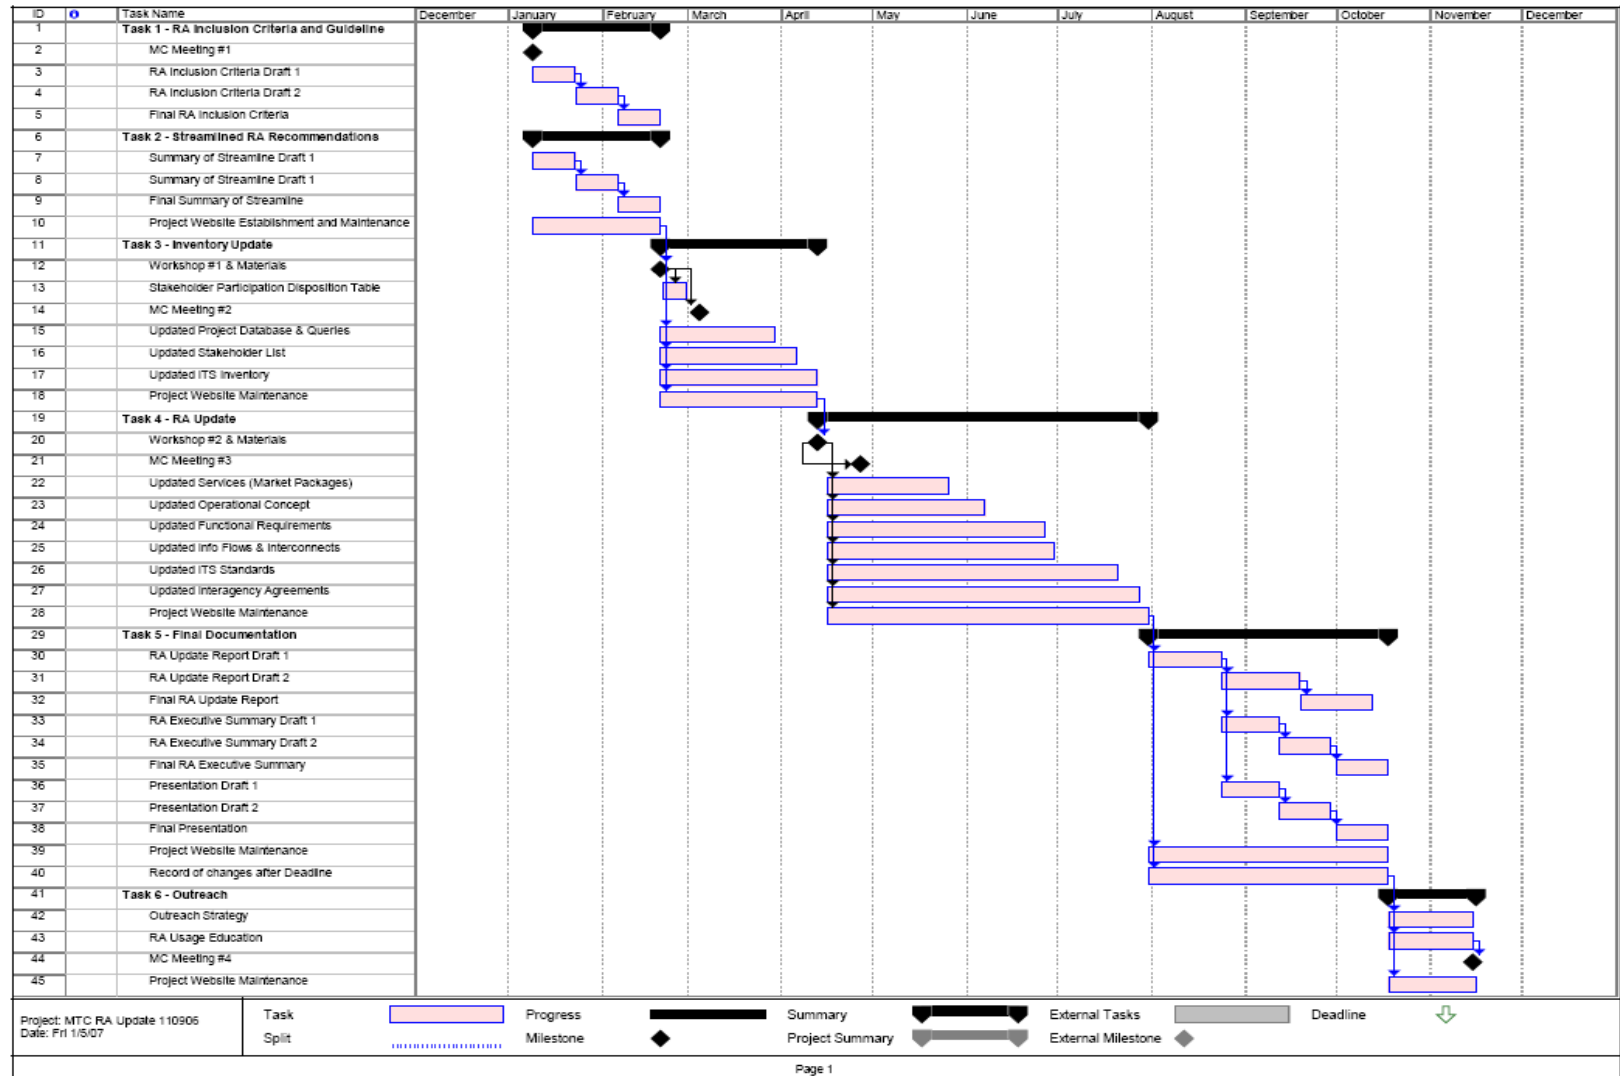 ID Task Name December January February March April May June July August September October November December
1 Task 1 - RA Inclusion Criteria and Guideline
2 MC Meeting #1
3 RA Inclusion Criteria Draft 1
4 RA Inclusion Criteria Draft 2
5 Final RA Inclusion Criteria
6 Task 2 - Streamlined RA Recommendations
7 Summary of Streamline Draft 1
8 Summary of Streamline Draft 1
9 Final Summary of Streamline
10 Project Website Establishment and Maintenance
11 Task 3 - Inventory Update
12 Workshop #1 & Materials
13 Stakeholder Participation Disposition Table
14 MC Meeting #2
15 Updated Project Database & Queries
16 Updated Stakeholder List
17 Updated ITS Inventory
18 Project Website Maintenance
19 Task 4 - RA Update
20 Workshop #2 & Materials
21 MC Meeting #3
22 Updated Services (Market Packages)
23 Updated Operational Concept
24 Updated Functional Requirements
25 Updated Info Flows & Interconnects
26 Updated ITS Standards
27 Updated Interagency Agreements
28 Project Website Maintenance
29 Task 5 - Final Documentation
30 RA Update Report Draft 1
31 RA Update Report Draft 2
32 Final RA Update Report
33 RA Executive Summary Draft 1
34 RA Executive Summary Draft 2
35 Final RA Executive Summary
36 Presentation Draft 1
37 Presentation Draft 2
38 Final Presentation
39 Project Website Maintenance
40 Record of changes after Deadline
41 Task 6 - Outreach
42 Outreach Strategy
43 RA Usage Education
44 MC Meeting #4
45 Project Website Maintenance
Project: MTC RA Update 110906
Date: Fri 1/5/07
Task Progress Summary External Tasks Deadline
Split Milestone Project Summary External Milestone
Page 1